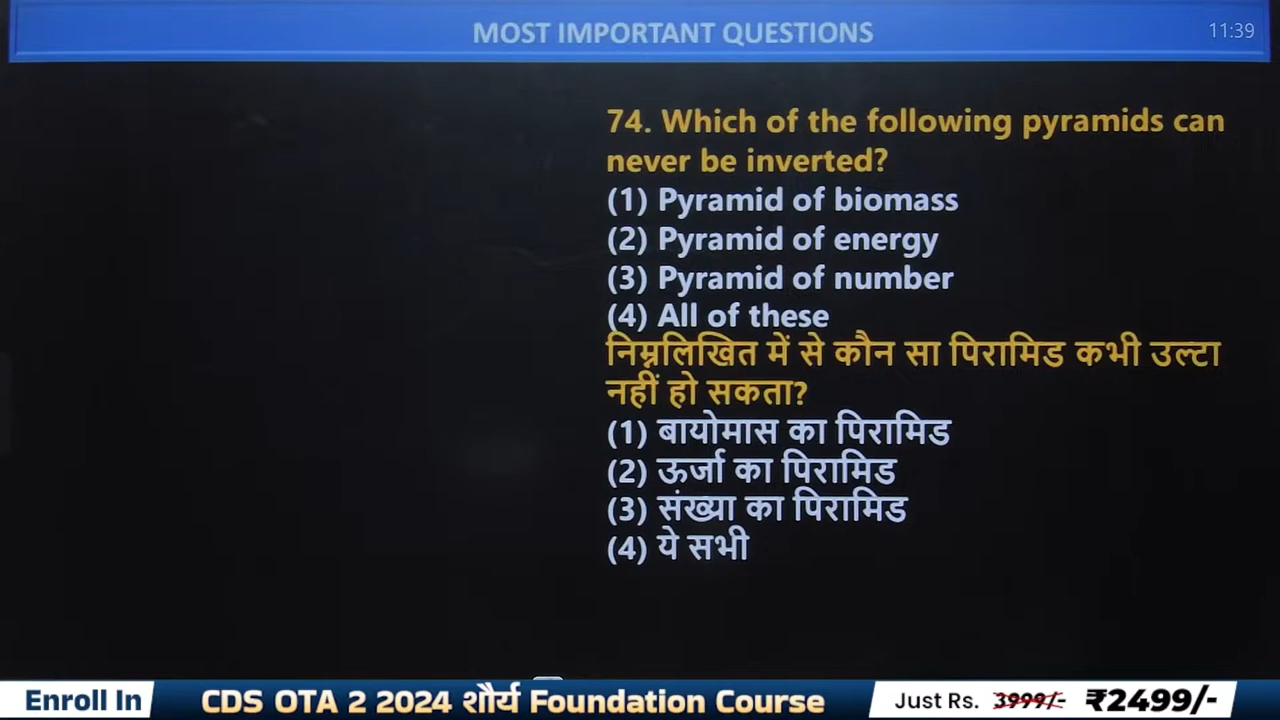 MOST IMPORTANT QUESTIONS
11:39
74. Which of the following pyramids can
never be inverted?
(1) Pyramid of biomass
(2) Pyramid of energy
(3) Pyramid of number
(4) All of these
निम्नलिखित में से कौन सा पिरामिड कभी उल्टा
नहीं हो सकता?
(1) बायोमास का पिरामिड
(2) ऊर्जा का पिरामिड
(3) संख्या का पिरामिड
(4) ये सभी
Enroll In CDS OTA 2 2024 शौर्य Foundation Course Just Rs. 3999/- ₹2499/-